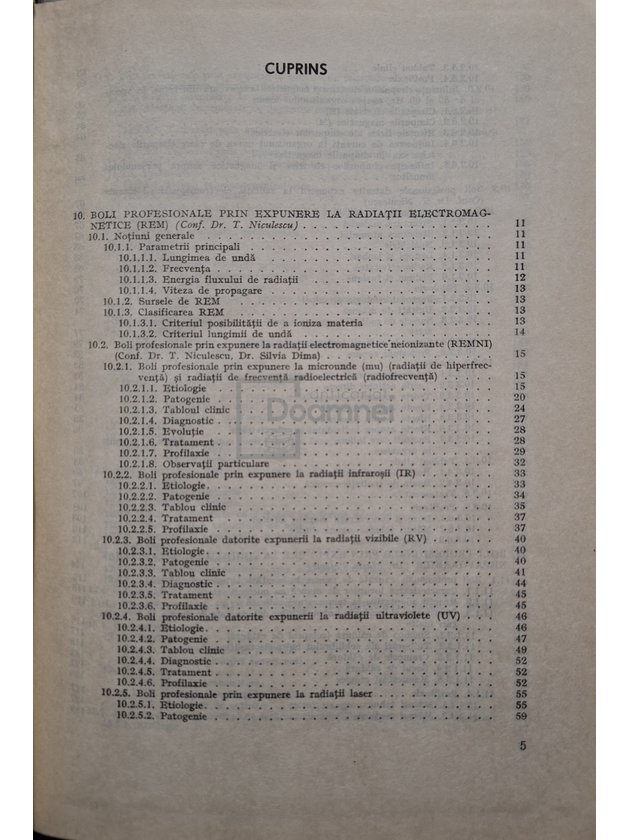 CUPRINS
10. BOLI PROFESIONALE PRIN EXPUNERE LA RADIAȚII ELECTROMAG-
NETICE (REM) (Conf. Dr. T. Niculescu) . . . . . . . . . . 11
10.1. Noțiuni generale . . . . . . . . . . 11
10.1.1. Parametrii principali . . . . . . . . . . 11
10.1.1.1. Lungimea de undă . . . . . . . . . . 11
10.1.1.2. Frecvența . . . . . . . . . . 11
10.1.1.3. Energia fluxului de radiații . . . . . . . . . . 12
10.1.1.4. Viteza de propagare . . . . . . . . . . 13
10.1.2. Sursele de REM . . . . . . . . . . 13
10.1.3. Clasificarea REM . . . . . . . . . . 13
10.1.3.1. Criteriul posibilității de a ioniza materia . . . . . . . . . . 13
10.1.3.2. Criteriul lungimii de undă . . . . . . . . . . 14
10.2. Boli profesionale prin expunere la radiații electromagnetice neionizante (REMNI)
(Conf. Dr. T. Niculescu, Dr. Silvia Dima) . . . . . . . . . . 15
10.2.1. Boli profesionale prin expunere la microunde (mu) (radiații de hiperfrec-
vență) și radiații de frecvență radioelectrică (radiofrecvență) . . . . . 15
10.2.1.1. Etiologie . . . . . . . . . . 15
10.2.1.2. Patogenie . . . . . . . . . . 20
10.2.1.3. Tabloul clinic . . . . . . . . . . 24
10.2.1.4. Diagnostic . . . . . . . . . . 27
10.2.1.5. Evoluție . . . . . . . . . . 28
10.2.1.6. Tratament . . . . . . . . . . 28
10.2.1.7. Profilaxie . . . . . . . . . . 29
10.2.1.8. Observații particulare . . . . . . . . . . 32
10.2.2. Boli profesionale prin expunere la radiații infraroșii (IR) . . . . . 33
10.2.2.1. Etiologie . . . . . . . . . . 33
10.2.2.2. Patogenie . . . . . . . . . . 34
10.2.2.3. Tablou clinic . . . . . . . . . . 35
10.2.2.4. Tratament . . . . . . . . . . 37
10.2.2.5. Profilaxie . . . . . . . . . . 37
10.2.3. Boli profesionale datorite expunerii la radiații vizibile (RV) . . . . . 40
10.2.3.1. Etiologie . . . . . . . . . . 40
10.2.3.2. Patogenie . . . . . . . . . . 40
10.2.3.3. Tablou clinic . . . . . . . . . . 41
10.2.3.4. Diagnostic . . . . . . . . . . 44
10.2.3.5. Tratament . . . . . . . . . . 45
10.2.3.6. Profilaxie . . . . . . . . . . 45
10.2.4. Boli profesionale datorite expunerii la radiații ultraviolete (UV) . . . 46
10.2.4.1. Etiologie . . . . . . . . . . 46
10.2.4.2. Patogenie . . . . . . . . . . 47
10.2.4.3. Tablou clinic . . . . . . . . . . 49
10.2.4.4. Diagnostic . . . . . . . . . . 52
10.2.4.5. Tratament . . . . . . . . . . 52
10.2.4.6. Profilaxie . . . . . . . . . . 52
10.2.5. Boli profesionale prin expunere la radiații laser . . . . . . . . . . 55
10.2.5.1. Etiologie . . . . . . . . . . 55
10.2.5.2. Patogenie . . . . . . . . . . 59
5